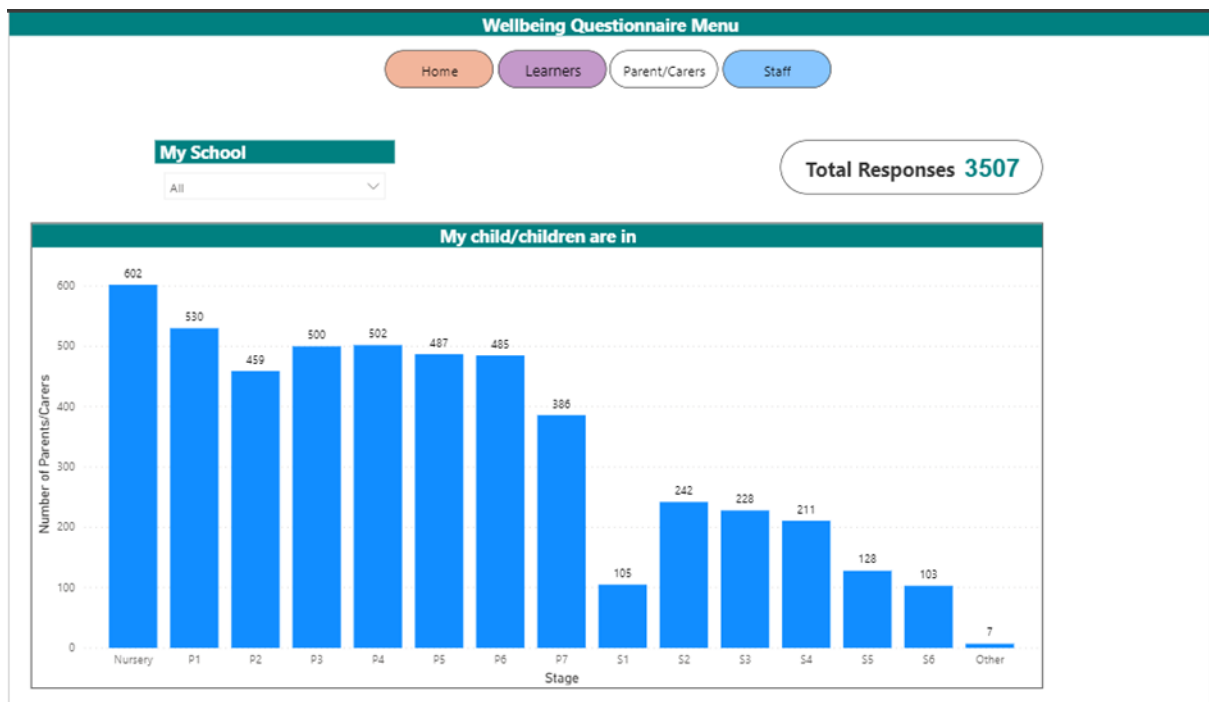 Wellbeing Questionnaire Menu
Home Learners Parent/Carers Staff
My School
All
Total Responses 3507
My child/children are in
Number of Parents/Carers
600
500
400
300
200
100
0
602
530
459
500
502
487
485
386
105
242
228
211
128
103
7
Nursery P1 P2 P3 P4 P5 P6 P7 S1 S2 S3 S4 S5 S6 Other
Stage